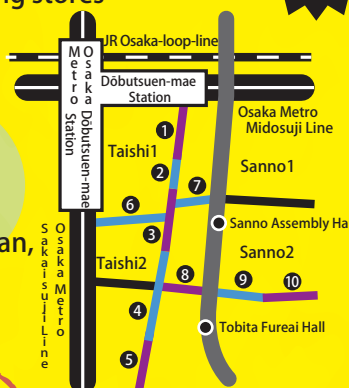 ng stores
JR Osaka-loop-line
Osaka Metro
Dōbutsuen-mae
Station
Dōbutsuen-mae
Station
Osaka Metro
Midosuji Line
1
Taishi1
2
Sanno1
7
6
Sanno Assembly Ha
3
an,
Sanno2
Osaka Metro
Sakaisuji Line
Taishi2
8
9
10
4
Tobita Fureai Hall
5